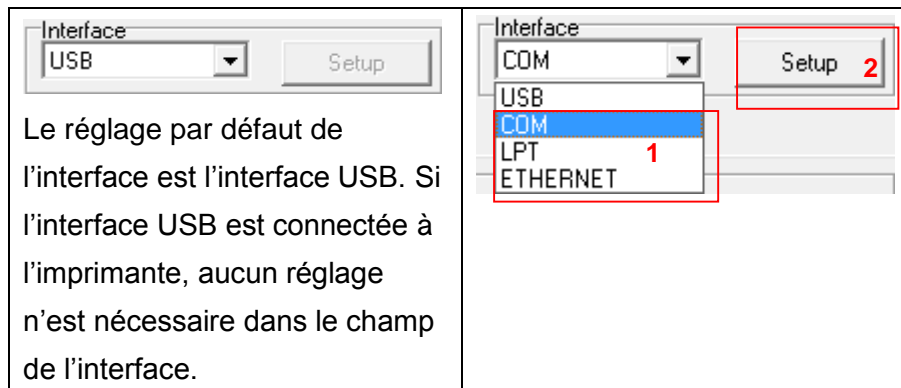 Interface
USB
Setup
Le réglage par défaut de
l’interface est l’interface USB. Si
l’interface USB est connectée à
l’imprimante, aucun réglage
n’est nécessaire dans le champ
de l’interface.
Interface
COM
Setup 2
USB
COM
LPT 1
ETHERNET